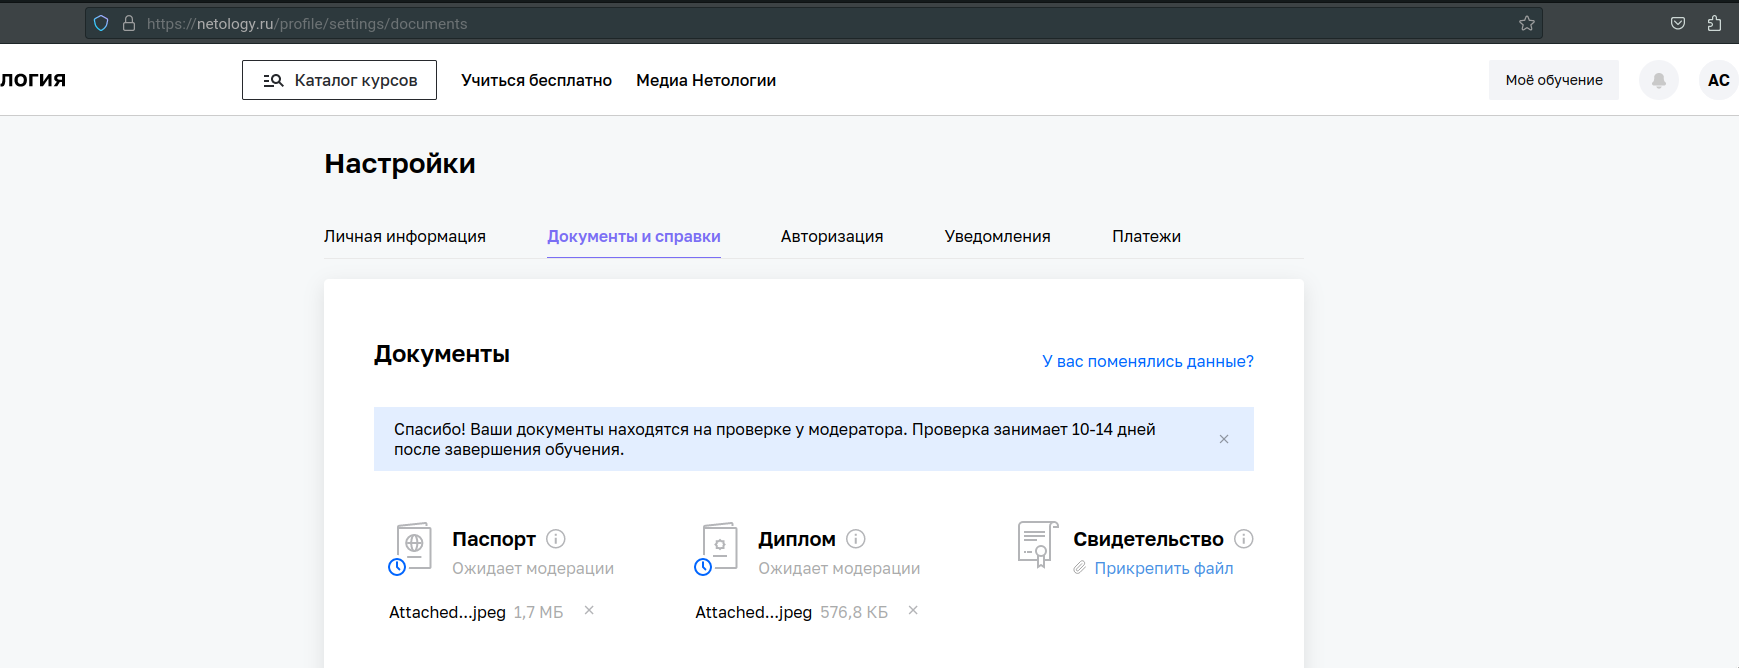 https://netology.ru/profile/settings/documents
логия
Каталог курсов
Учиться бесплатно
Медиа Нетологии
Моё обучение
АС
Настройки
Личная информация
Документы и справки
Авторизация
Уведомления
Платежи
Документы
У вас поменялись данные?
Спасибо! Ваши документы находятся на проверке у модератора. Проверка занимает 10-14 дней
после завершения обучения.
Паспорт
Ожидает модерации
Attached...jpeg 1,7 МБ
Диплом
Ожидает модерации
Attached...jpeg 576,8 КБ
Свидетельство
Прикрепить файл